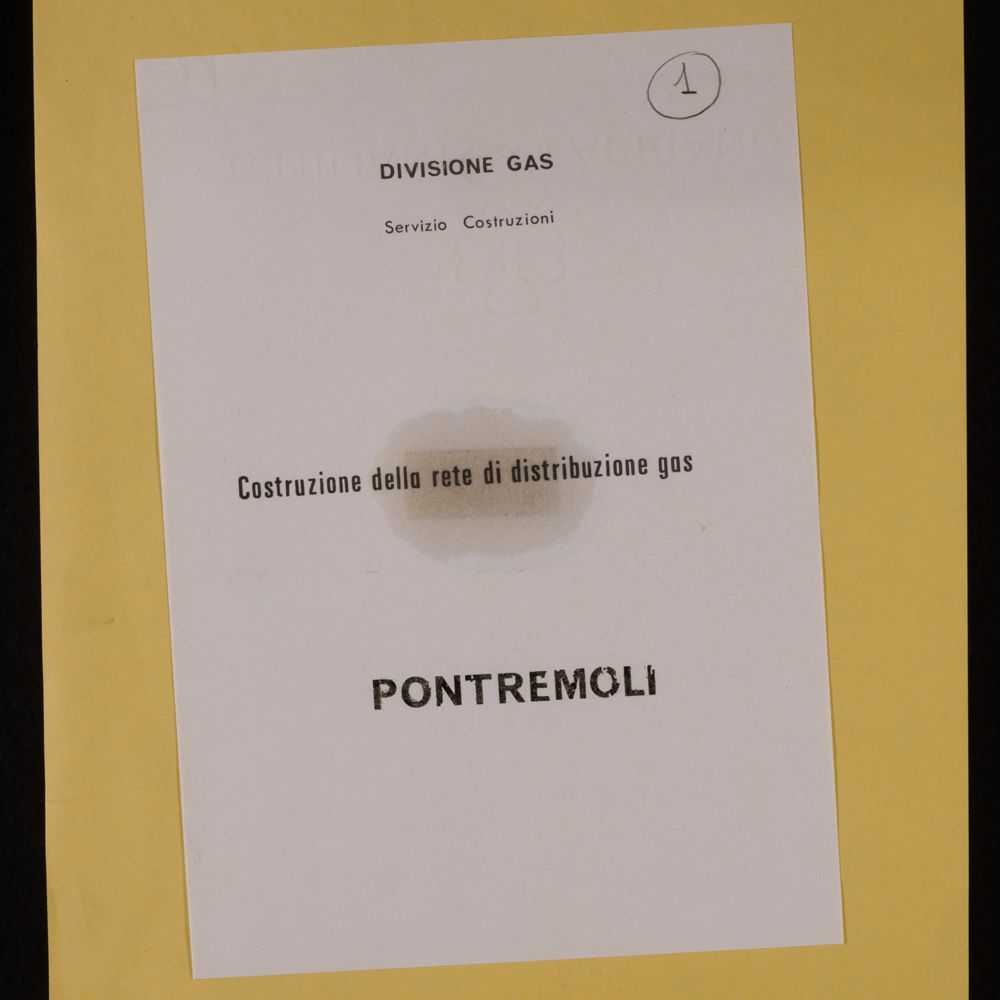 1
DIVISIONE GAS
Servizio Costruzioni
Costruzione della rete di distribuzione gas
PONTREMOLI